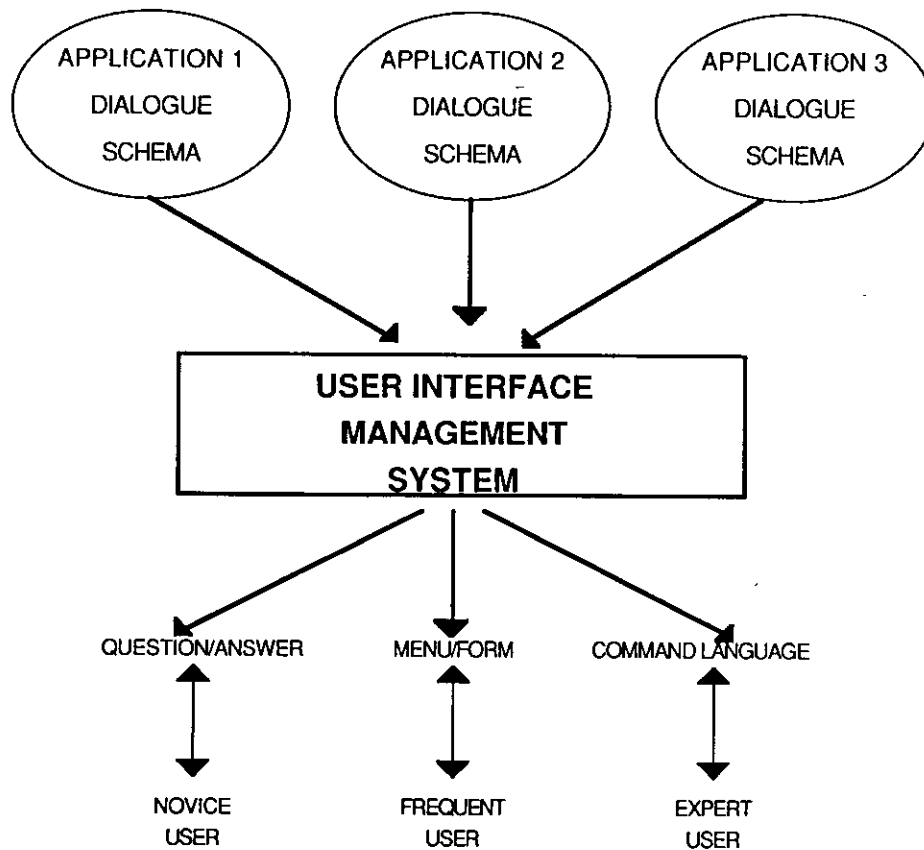 APPLICATION 1
DIALOGUE
SCHEMA
APPLICATION 2
DIALOGUE
SCHEMA
APPLICATION 3
DIALOGUE
SCHEMA
USER INTERFACE
MANAGEMENT
SYSTEM
QUESTION/ANSWER
MENU/FORM
COMMAND LANGUAGE
NOVICE
USER
FREQUENT
USER
EXPERT
USER